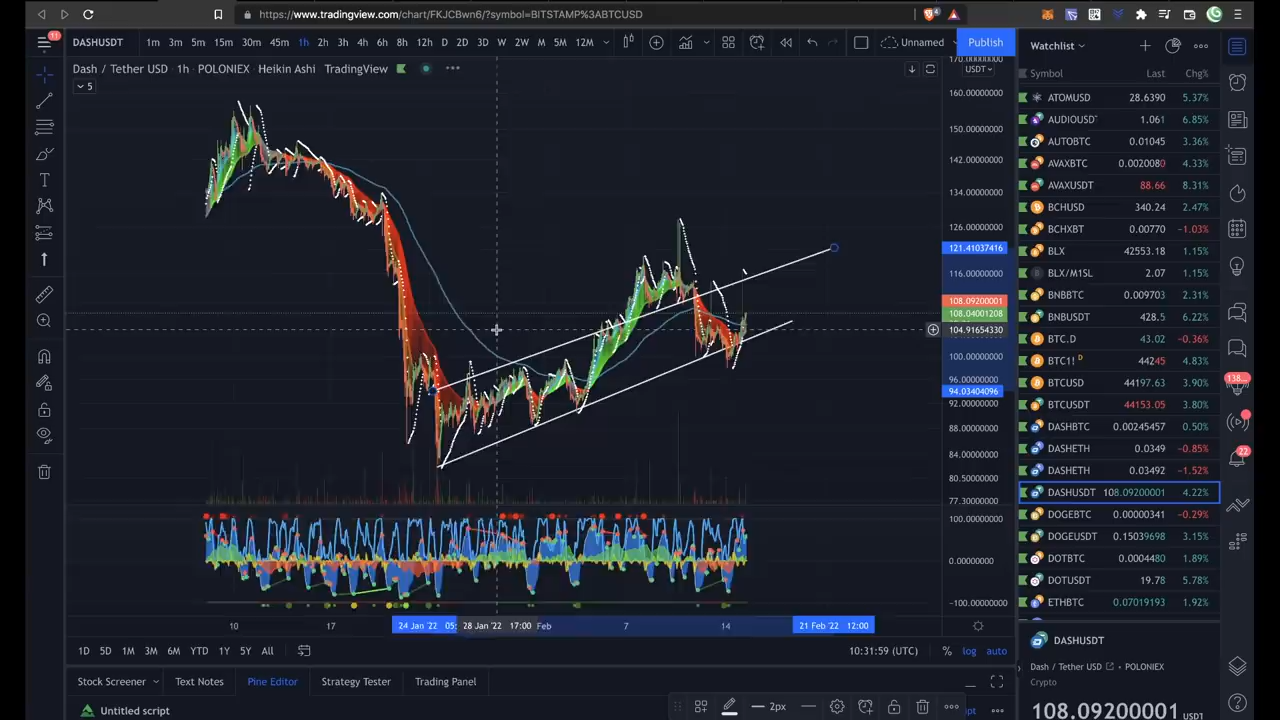 https://www.tradingview.com/chart/FKJCBwn6/?symbol=BITSTAMP%3ABTCUSD
11
DASHUSDT 1m 3m 5m 15m 30m 45m 1h 2h 3h 4h 6h 8h 12h D 2D 3D W 2W M 5M 12M Unnamed Publish
Dash / Tether USD · 1h · POLONIEX · Heikin Ashi · TradingView
5
USDT
170.00000000
160.00000000
150.00000000
142.00000000
134.00000000
126.00000000
121.41037416
116.00000000
108.09200001
108.04001208
104.91654330
100.00000000
96.00000000
94.03404096
92.00000000
88.00000000
84.00000000
80.50000000
77.30000000
100.00000000
0.00000000
-100.00000000
10 17 24 Jan '22 05: 28 Jan '22 17:00 Feb 7 14 21 Feb '22 12:00
1D 5D 1M 3M 6M YTD 1Y 5Y All 10:31:59 (UTC) % log auto
Stock Screener Text Notes Pine Editor Strategy Tester Trading Panel
Untitled script
2px
Watchlist
Symbol Last Chg%
ATOMUSD 28.6390 5.37%
AUDIOUSD 1.061 6.85%
AUTOBTC 0.01045 3.36%
AVAXBTC 0.0020080 4.33%
AVAXUSDT 88.66 8.31%
BCHUSD 340.24 2.47%
BCHXBT 0.00770 −1.03%
BLX 42553.18 1.15%
BLX/M1SL 2.07 1.15%
BNBBTC 0.009703 2.31%
BNBUSDT 428.5 6.22%
BTC.D 43.02 −0.36%
BTC1! D 44245 4.83%
BTCUSD 44197.63 3.90%
BTCUSDT 44153.05 3.80%
DASHBTC 0.00245457 0.50%
DASHETH 0.0349 −0.85%
DASHETH 0.03492 −1.52%
DASHUSDT 108.09200001 4.22%
DOGEBTC 0.00000341 −0.29%
DOGEUSDT 0.15039698 3.15%
DOTBTC 0.0004480 1.89%
DOTUSDT 19.78 5.78%
ETHBTC 0.07019193 1.92%
DASHUSDT
Dash / Tether USD · POLONIEX
Crypto
108.09200001 USDT
138...
22